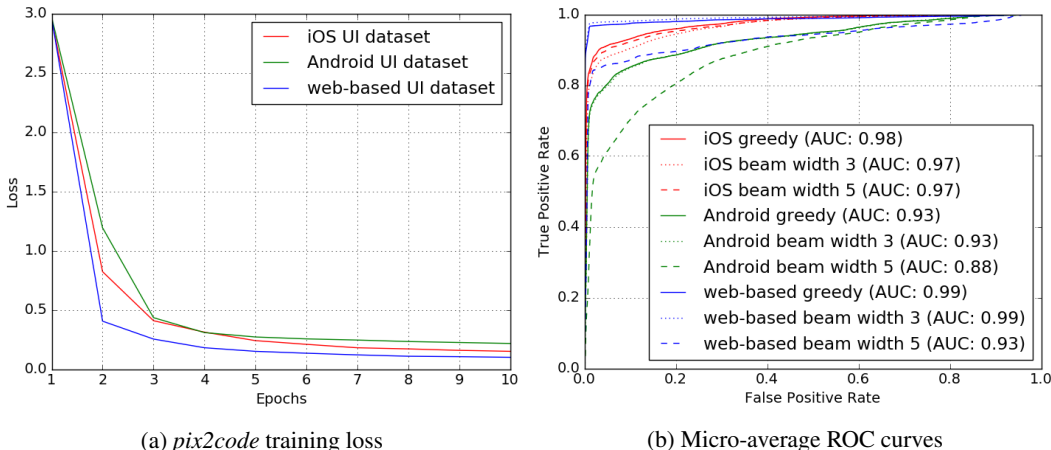 3.0
2.5
2.0
1.5
1.0
0.5
0.0
Loss
1 2 3 4 5 6 7 8 9 10
Epochs
iOS UI dataset
Android UI dataset
web-based UI dataset
(a) pix2code training loss
1.0
0.8
0.6
0.4
0.2
0.0
True Positive Rate
0.0 0.2 0.4 0.6 0.8 1.0
False Positive Rate
iOS greedy (AUC: 0.98)
iOS beam width 3 (AUC: 0.97)
iOS beam width 5 (AUC: 0.97)
Android greedy (AUC: 0.93)
Android beam width 3 (AUC: 0.93)
Android beam width 5 (AUC: 0.88)
web-based greedy (AUC: 0.99)
web-based beam width 3 (AUC: 0.99)
web-based beam width 5 (AUC: 0.93)
(b) Micro-average ROC curves